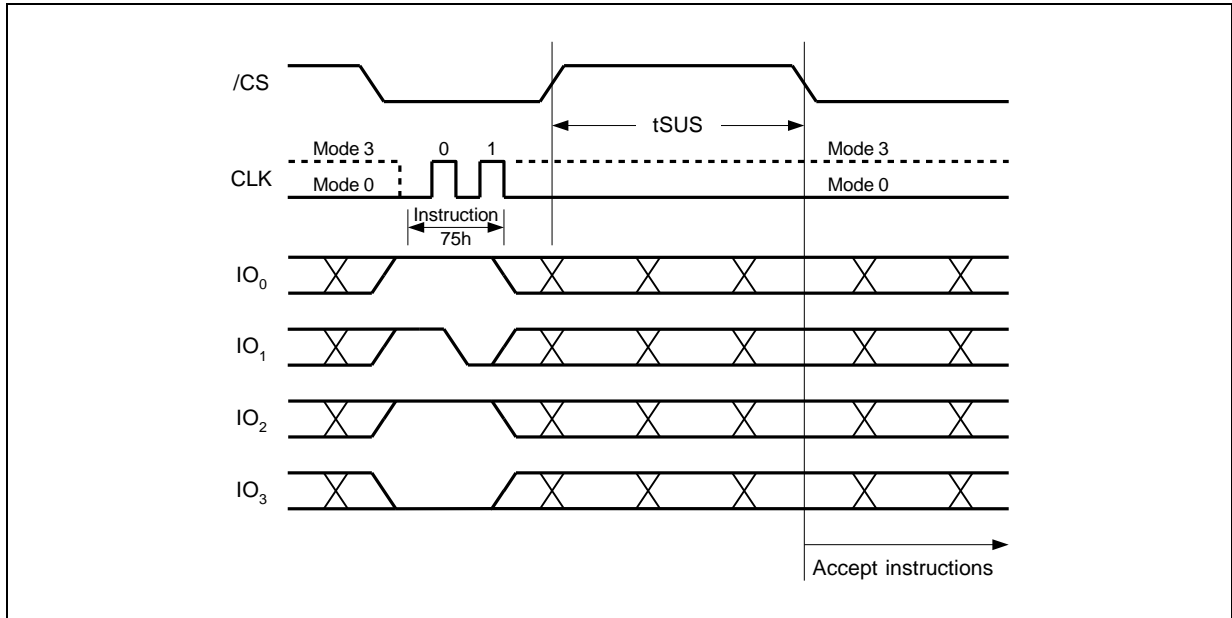 /CS
tSUS
Mode 3 0 1 Mode 3
CLK
Mode 0 Mode 0
Instruction
75h
IO0
IO1
IO2
IO3
Accept instructions